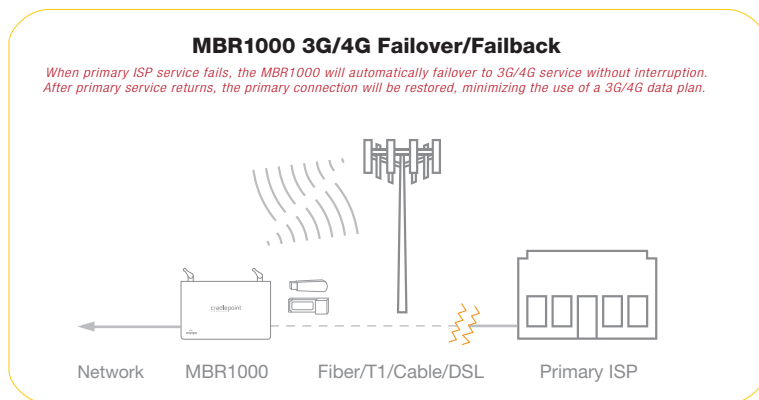 MBR1000 3G/4G Failover/Failback
When primary ISP service fails, the MBR1000 will automatically failover to 3G/4G service without interruption.
After primary service returns, the primary connection will be restored, minimizing the use of a 3G/4G data plan.
cradlepoint
Network MBR1000 Fiber/T1/Cable/DSL Primary ISP